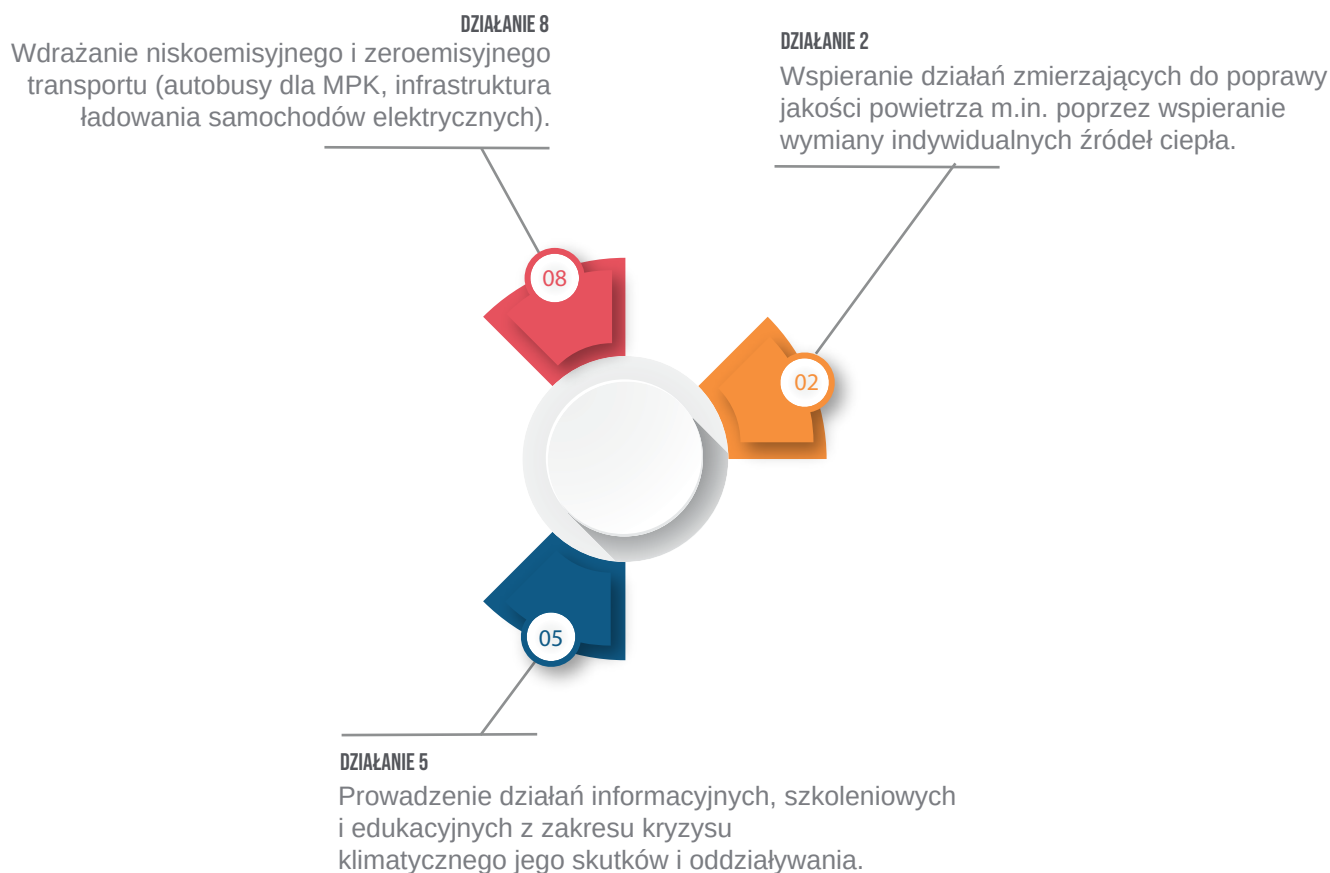 DZIAŁANIE 8
Wdrażanie niskoemisyjnego i zeroemisyjnego
transportu (autobusy dla MPK, infrastruktura
ładowania samochodów elektrycznych).
DZIAŁANIE 2
Wspieranie działań zmierzających do poprawy
jakości powietrza m.in. poprzez wspieranie
wymiany indywidualnych źródeł ciepła.
08
02
05
DZIAŁANIE 5
Prowadzenie działań informacyjnych, szkoleniowych
i edukacyjnych z zakresu kryzysu
klimatycznego jego skutków i oddziaływania.